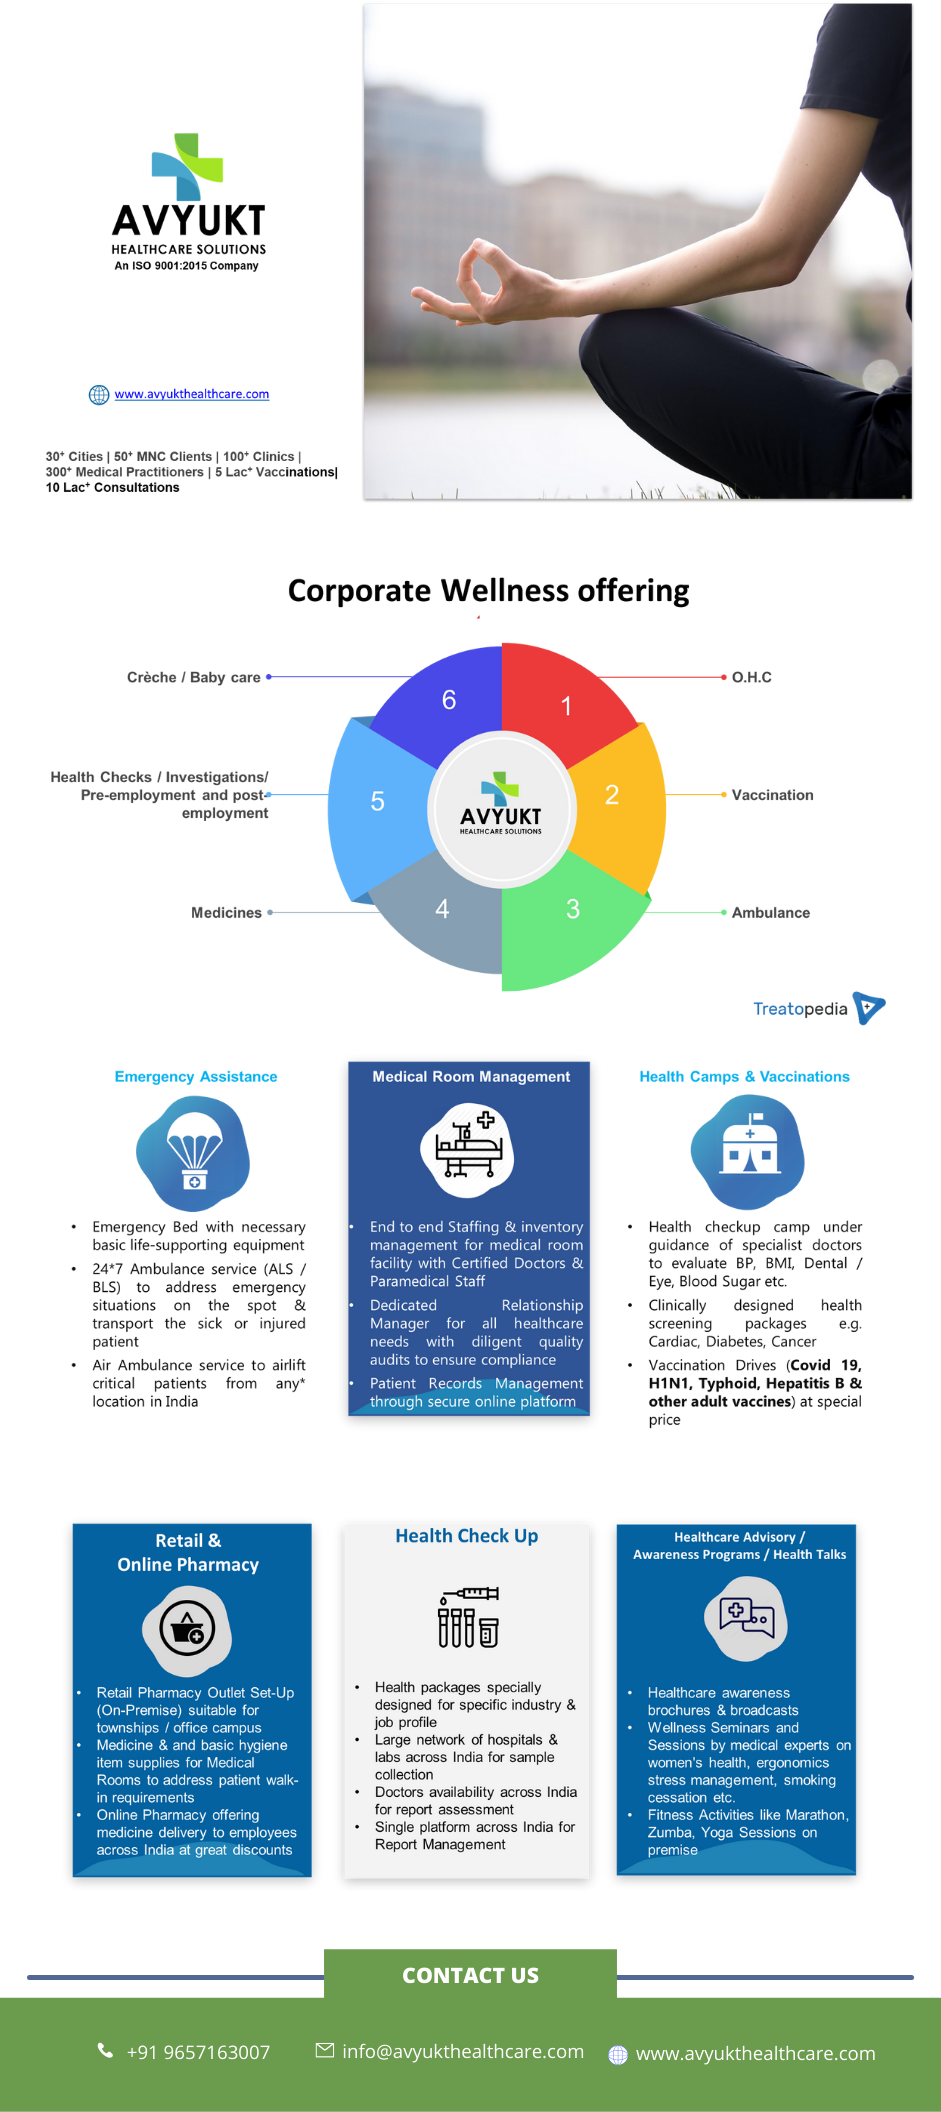 AVYUKT
HEALTHCARE SOLUTIONS
An ISO 9001:2015 Company
www.avyukthealthcare.com
30+ Cities | 50+ MNC Clients | 100+ Clinics |
300+ Medical Practitioners | 5 Lac+ Vaccinations|
10 Lac+ Consultations
Corporate Wellness offering
Crèche / Baby care
6
1
O.H.C
Health Checks / Investigations/
Pre-employment and post-
employment
5
AVYUKT
HEALTHCARE SOLUTIONS
2
Vaccination
Medicines
4
3
Ambulance
Treatopedia
Emergency Assistance
• Emergency Bed with necessary
basic life-supporting equipment
• 24*7 Ambulance service (ALS /
BLS) to address emergency
situations on the spot &
transport the sick or injured
patient
• Air Ambulance service to airlift
critical patients from any*
location in India
Medical Room Management
• End to end Staffing & inventory
management for medical room
facility with Certified Doctors &
Paramedical Staff
• Dedicated Relationship
Manager for all healthcare
needs with diligent quality
audits to ensure compliance
• Patient Records Management
through secure online platform
Health Camps & Vaccinations
• Health checkup camp under
guidance of specialist doctors
to evaluate BP, BMI, Dental /
Eye, Blood Sugar etc.
• Clinically designed health
screening packages e.g.
Cardiac, Diabetes, Cancer
• Vaccination Drives (Covid 19,
H1N1, Typhoid, Hepatitis B &
other adult vaccines) at special
price
Retail &
Online Pharmacy
• Retail Pharmacy Outlet Set-Up
(On-Premise) suitable for
townships / office campus
• Medicine & and basic hygiene
item supplies for Medical
Rooms to address patient walk-
in requirements
• Online Pharmacy offering
medicine delivery to employees
across India at great discounts
Health Check Up
• Health packages specially
designed for specific industry &
job profile
• Large network of hospitals &
labs across India for sample
collection
• Doctors availability across India
for report assessment
• Single platform across India for
Report Management
Healthcare Advisory /
Awareness Programs / Health Talks
• Healthcare awareness
brochures & broadcasts
• Wellness Seminars and
Sessions by medical experts on
women's health, ergonomics
stress management, smoking
cessation etc.
• Fitness Activities like Marathon,
Zumba, Yoga Sessions on
premise
CONTACT US
+91 9657163007
info@avyukthealthcare.com
www.avyukthealthcare.com